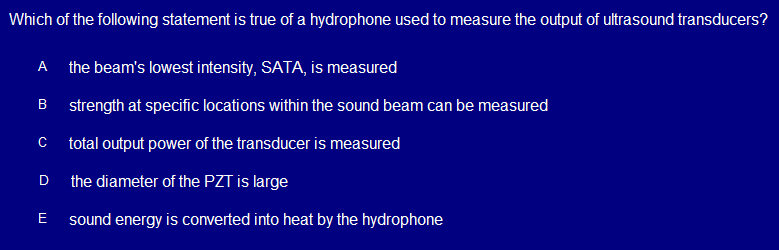 Which of the following statement is true of a hydrophone used to measure the output of ultrasound transducers?
A the beam's lowest intensity, SATA, is measured
B strength at specific locations within the sound beam can be measured
C total output power of the transducer is measured
D the diameter of the PZT is large
E sound energy is converted into heat by the hydrophone